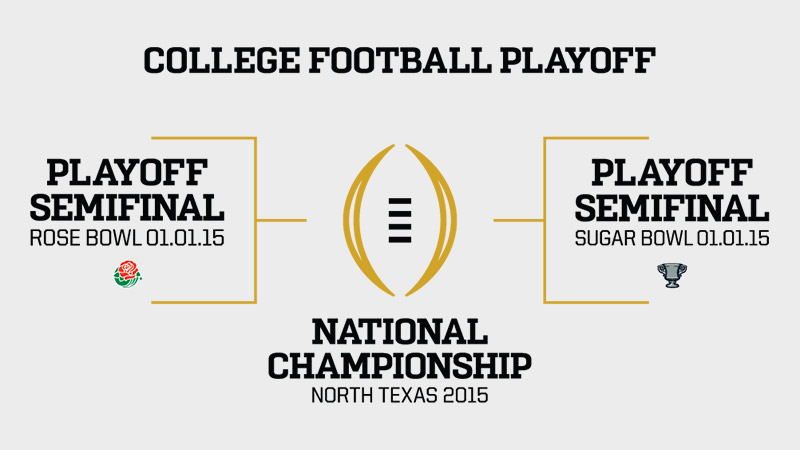 COLLEGE FOOTBALL PLAYOFF
PLAYOFF
SEMIFINAL
ROSE BOWL 01.01.15
PLAYOFF
SEMIFINAL
SUGAR BOWL 01.01.15
NATIONAL
CHAMPIONSHIP
NORTH TEXAS 2015